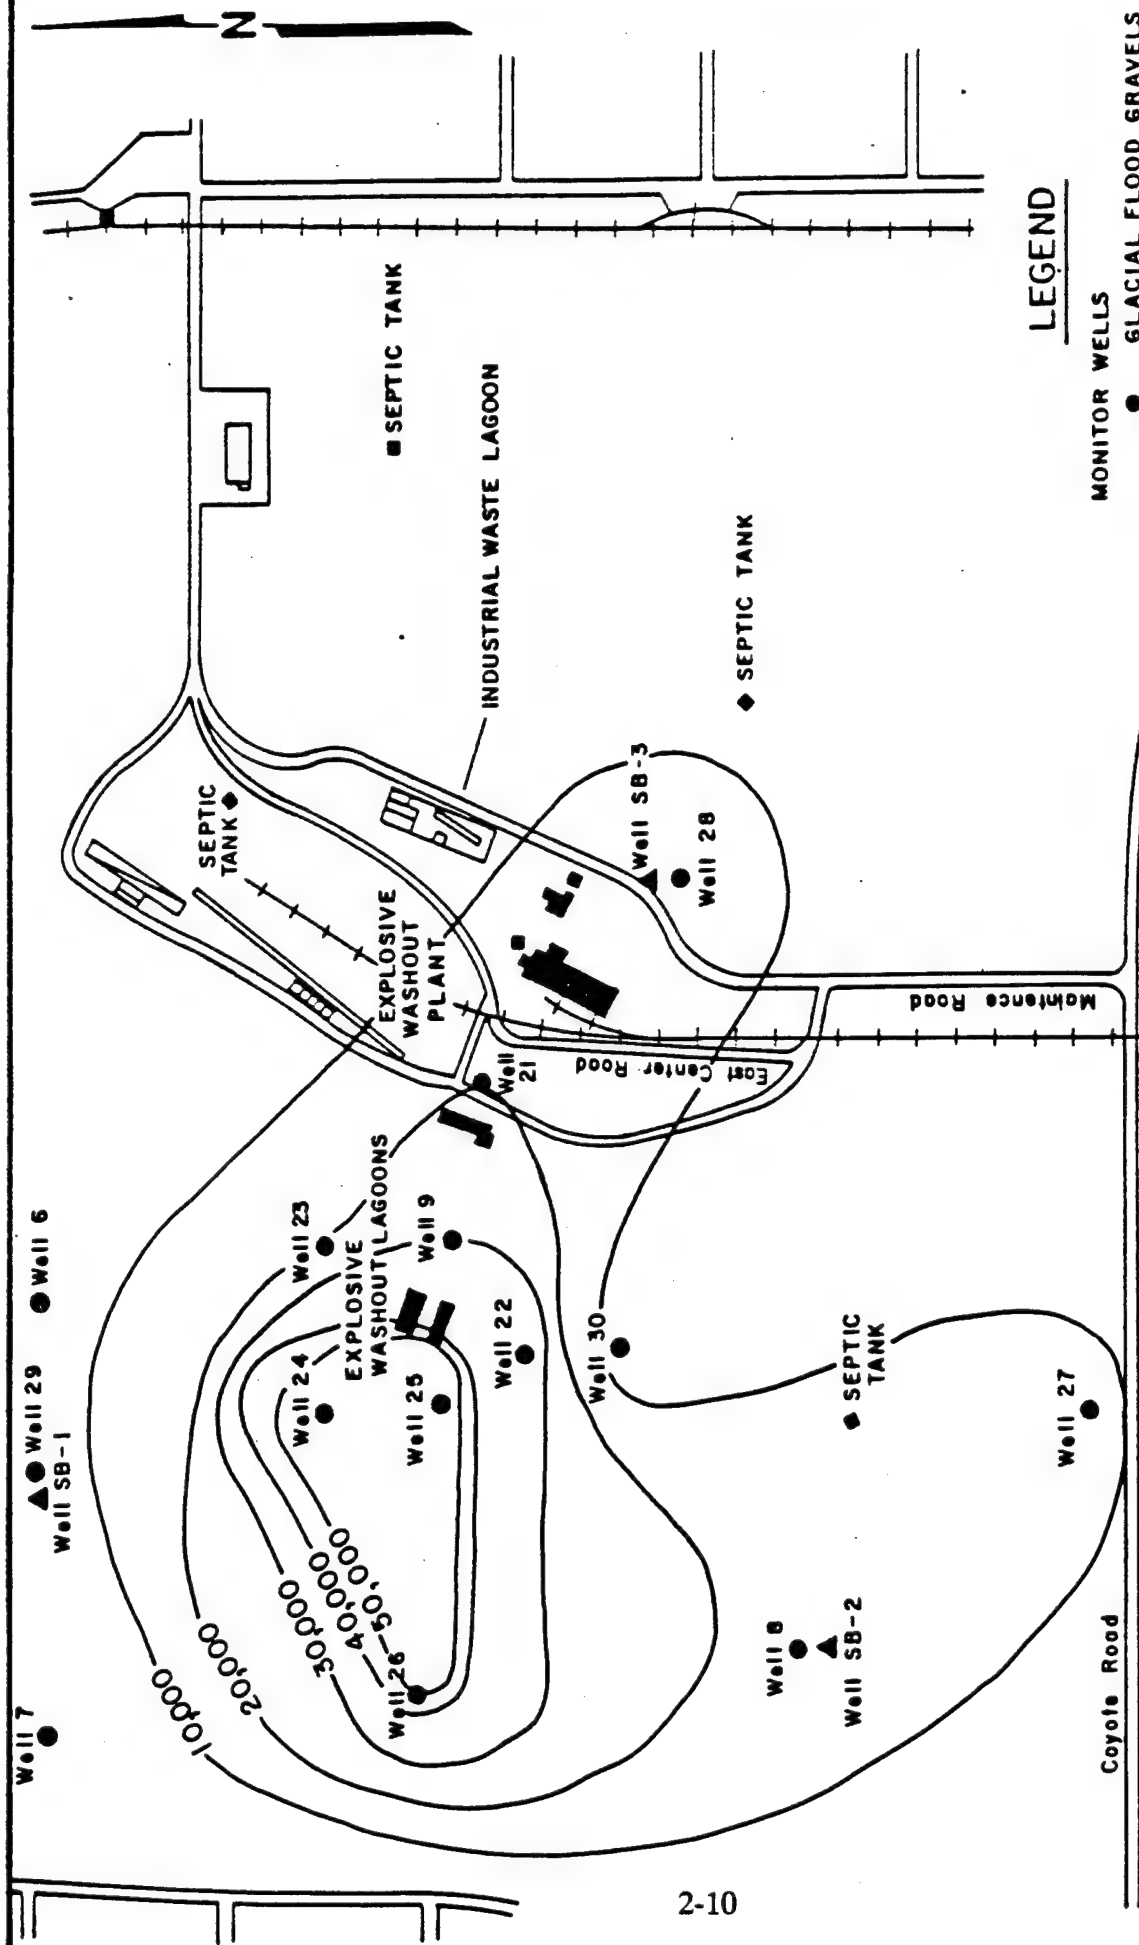 N
SEPTIC TANK
INDUSTRIAL WASTE LAGOON
SEPTIC TANK
SEPTIC
TANK
EXPLOSIVE
WASHOUT
PLANT
Well SB-3
Well 28
Well
21
East Center Road
Maintence Road
Well 6
Well 29
Well SB-1
Well 7
Well 23
EXPLOSIVE
WASHOUT LAGOONS
Well 9
Well 24
Well 25
Well 22
Well 30
Well 26
10,000
20,000
30,000
40,000
50,000
SEPTIC
TANK
Well 27
Well 8
Well SB-2
Coyote Road
LEGEND
MONITOR WELLS
GLACIAL FLOOD GRAVELS
2-10